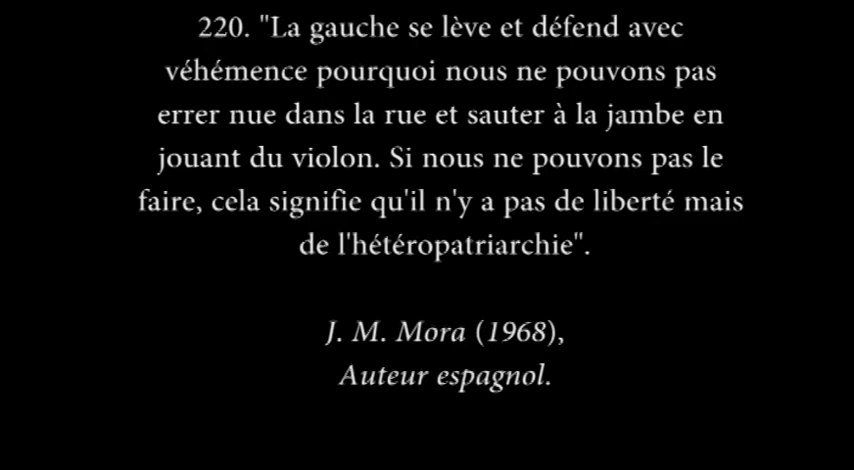 220. "La gauche se lève et défend avec
véhémence pourquoi nous ne pouvons pas
errer nue dans la rue et sauter à la jambe en
jouant du violon. Si nous ne pouvons pas le
faire, cela signifie qu'il n'y a pas de liberté mais
de l'hétéropatriarchie".
J. M. Mora (1968),
Auteur espagnol.